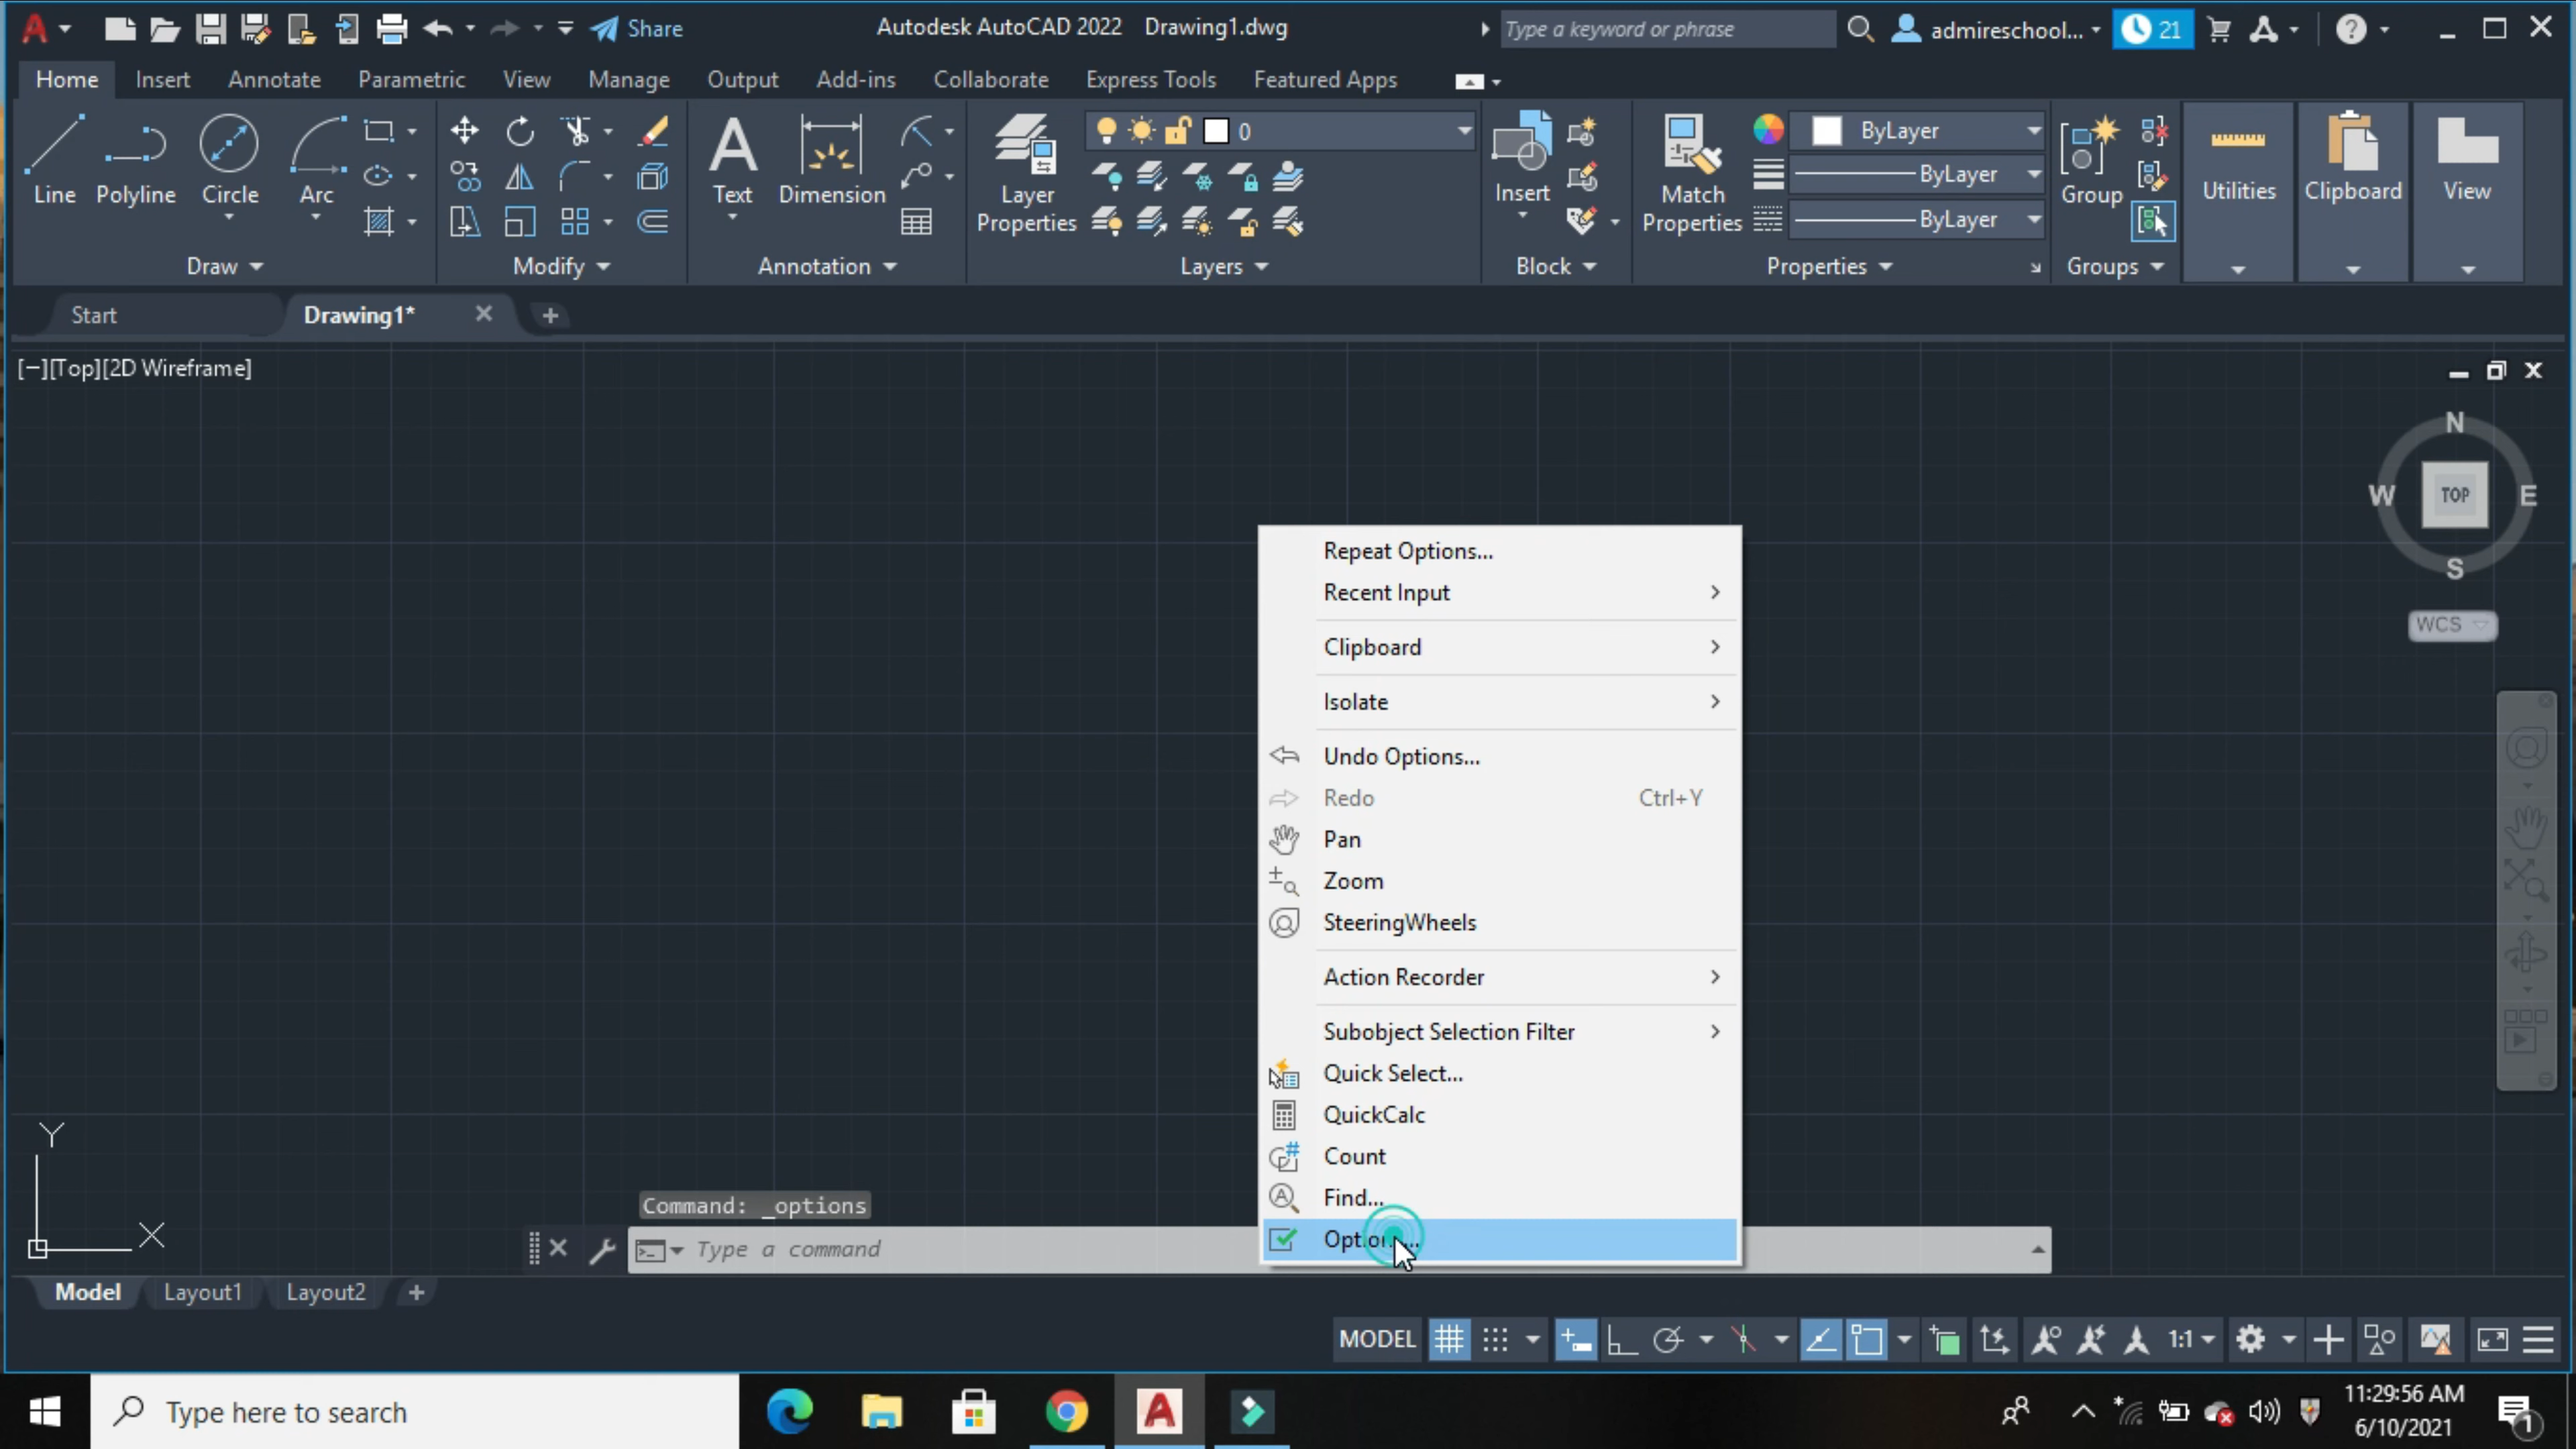 Share
Autodesk AutoCAD 2022 Drawing1.dwg
Type a keyword or phrase
admireschool...
21
Home Insert Annotate Parametric View Manage Output Add-ins Collaborate Express Tools Featured Apps
Line Polyline Circle Arc
Draw
Modify
Text Dimension
Annotation
Layer Properties
0
Layers
Insert
Block
Match Properties
ByLayer
ByLayer
ByLayer
Properties
Group
Groups
Utilities
Clipboard
View
Start
Drawing1*
[−][Top][2D Wireframe]
N
W TOP E
S
WCS
Repeat Options...
Recent Input
Clipboard
Isolate
Undo Options...
Redo Ctrl+Y
Pan
Zoom
SteeringWheels
Action Recorder
Subobject Selection Filter
Quick Select...
QuickCalc
Count
Find...
Y
X
Command: _options
Type a command
Model Layout1 Layout2
MODEL
1:1
Type here to search
11:29:56 AM
6/10/2021
1